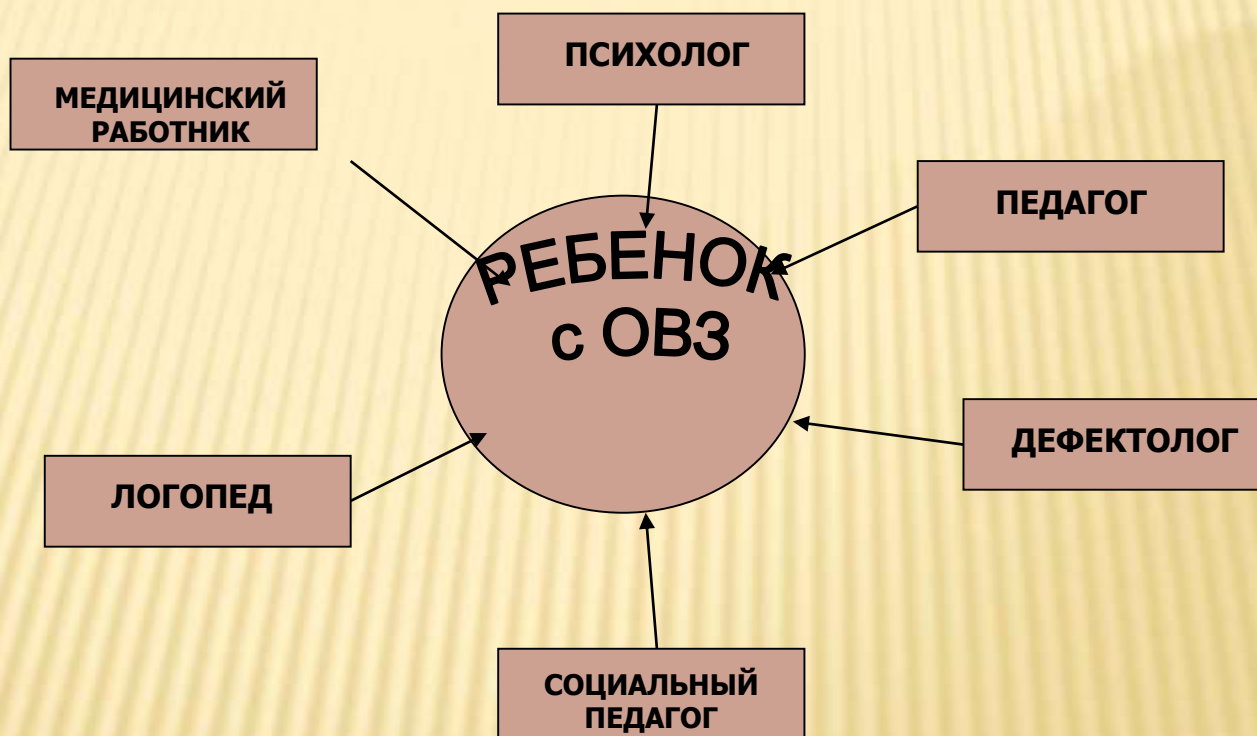 ПСИХОЛОГ
МЕДИЦИНСКИЙ
РАБОТНИК
ПЕДАГОГ
РЕБЕНОК
с ОВЗ
ДЕФЕКТОЛОГ
ЛОГОПЕД
СОЦИАЛЬНЫЙ
ПЕДАГОГ